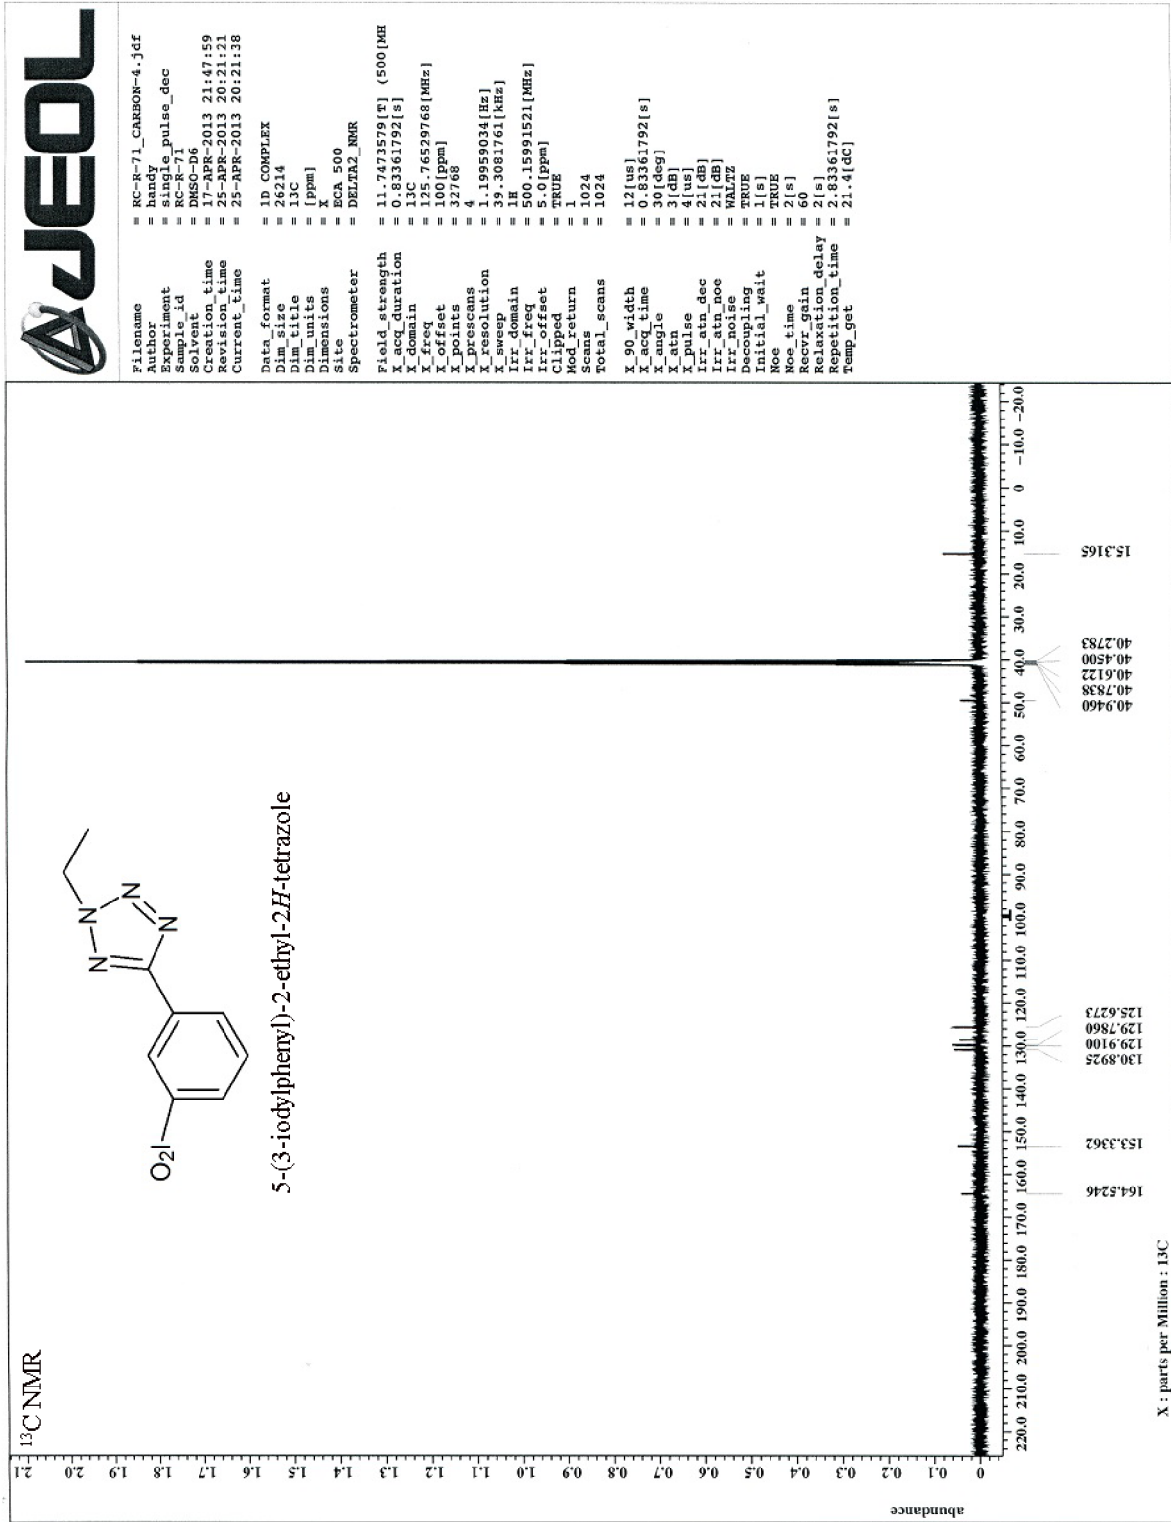 JEOL
Filename = RC-R-71_CARBON-4.jdf
Author = handy
Experiment = single_pulse_dec
Sample_id = RC-R-71
Solvent = DMSO-D6
Creation_time = 17-APR-2013 21:47:59
Revision_time = 25-APR-2013 20:21:21
Current_time = 25-APR-2013 20:21:38
Data_format = 1D COMPLEX
Dim_size = 26214
Dim_title = 13C
Dim_units = [ppm]
Dimensions = X
Site = ECA 500
Spectrometer = DELTA2_NMR
Field_strength = 11.7473579[T] (500[MH
X_acq_duration = 0.83361792[s]
X_domain = 13C
X_freq = 125.76529768[MHz]
X_offset = 100[ppm]
X_points = 32768
X_prescans = 4
X_resolution = 1.19959034[Hz]
X_sweep = 39.3081761[kHz]
Irr_domain = 1H
Irr_freq = 500.15991521[MHz]
Irr_offset = 5.0[ppm]
Clipped = TRUE
Mod_return = 1
Scans = 1024
Total_scans = 1024
X_90_width = 12[us]
X_acq_time = 0.83361792[s]
X_angle = 30[deg]
X_atn = 3[dB]
X_pulse = 4[us]
Irr_atn_dec = 21[dB]
Irr_atn_noe = 21[dB]
Irr_noise = WALTZ
Decoupling = TRUE
Initial_wait = 1[s]
Noe = TRUE
Noe_time = 2[s]
Recvr_gain = 60
Relaxation_delay = 2[s]
Repetition_time = 2.83361792[s]
Temp_get = 21.4[dC]
¹³C NMR
O2I
N N
N N
5-(3-iodylphenyl)-2-ethyl-2H-tetrazole
abundance
2.1
2.0
1.9
1.8
1.7
1.6
1.5
1.4
1.3
1.2
1.1
1.0
0.9
0.8
0.7
0.6
0.5
0.4
0.3
0.2
0.1
0
220.0 210.0 200.0 190.0 180.0 170.0 160.0 150.0 140.0 130.0 120.0 110.0 100.0 90.0 80.0 70.0 60.0 50.0 40.0 30.0 20.0 10.0 0 -10.0 -20.0
164.5246
153.3362
130.8925
129.9100
129.7860
125.6273
40.9460
40.7838
40.6122
40.4500
40.2783
15.3165
X : parts per Million : 13C